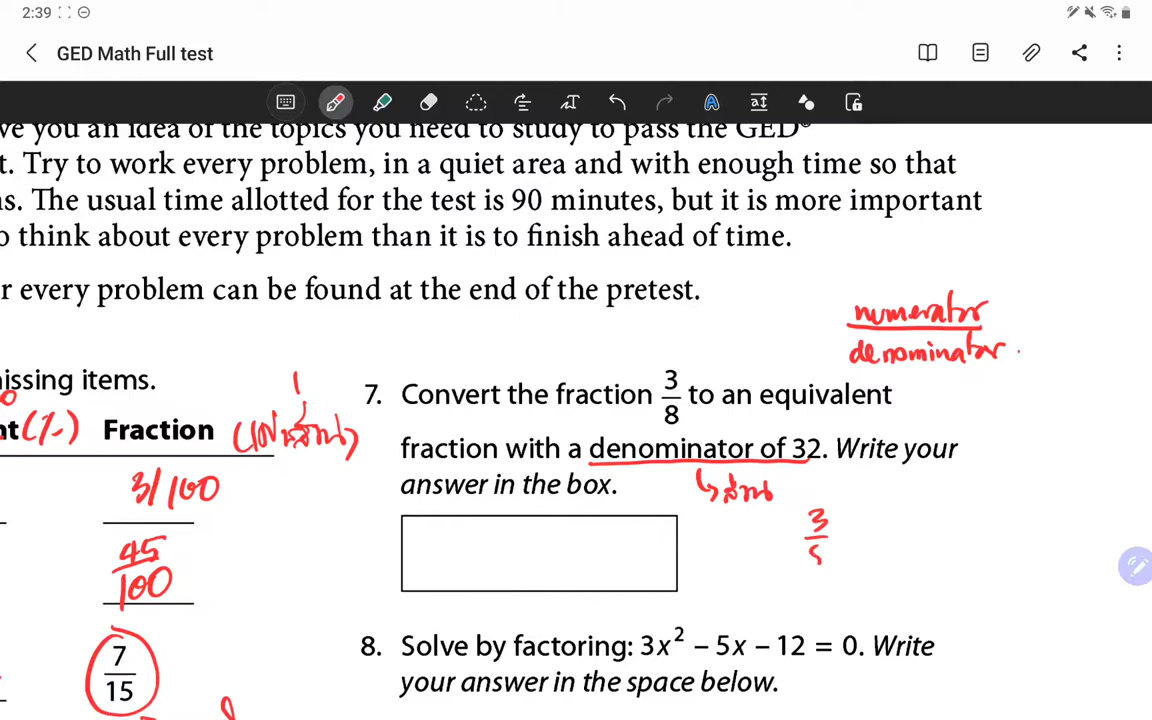 2:39
GED Math Full test
ve you an idea of the topics you need to study to pass the GED®
t. Try to work every problem, in a quiet area and with enough time so that
ns. The usual time allotted for the test is 90 minutes, but it is more important
o think about every problem than it is to finish ahead of time.
r every problem can be found at the end of the pretest.
numerator
denominator
issing items.
nt (%) Fraction
3/100
45
100
7
15
7. Convert the fraction 3/8 to an equivalent
fraction with a denominator of 32. Write your
answer in the box.
3
8. Solve by factoring: 3x² – 5x – 12 = 0. Write
your answer in the space below.